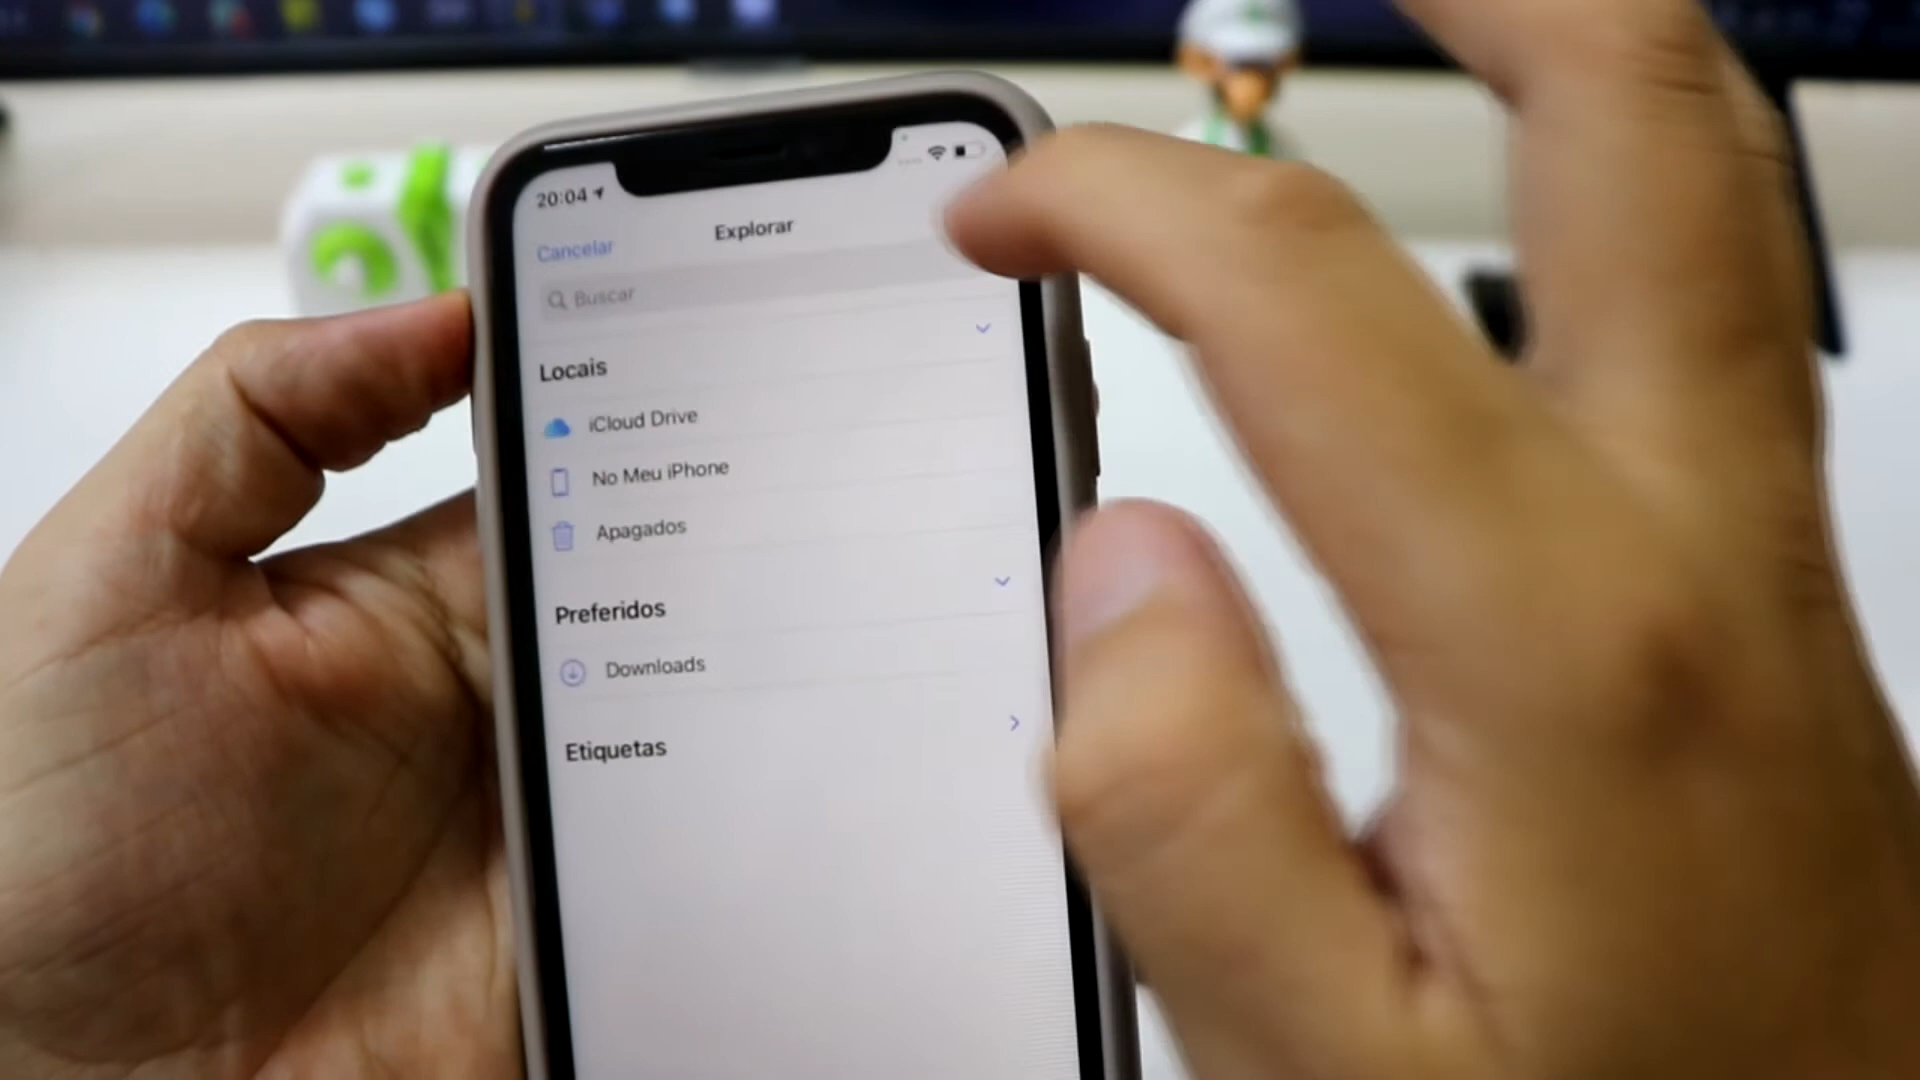 20:04
Explorar
Cancelar
Buscar
Locais
iCloud Drive
No Meu iPhone
Apagados
Preferidos
Downloads
Etiquetas